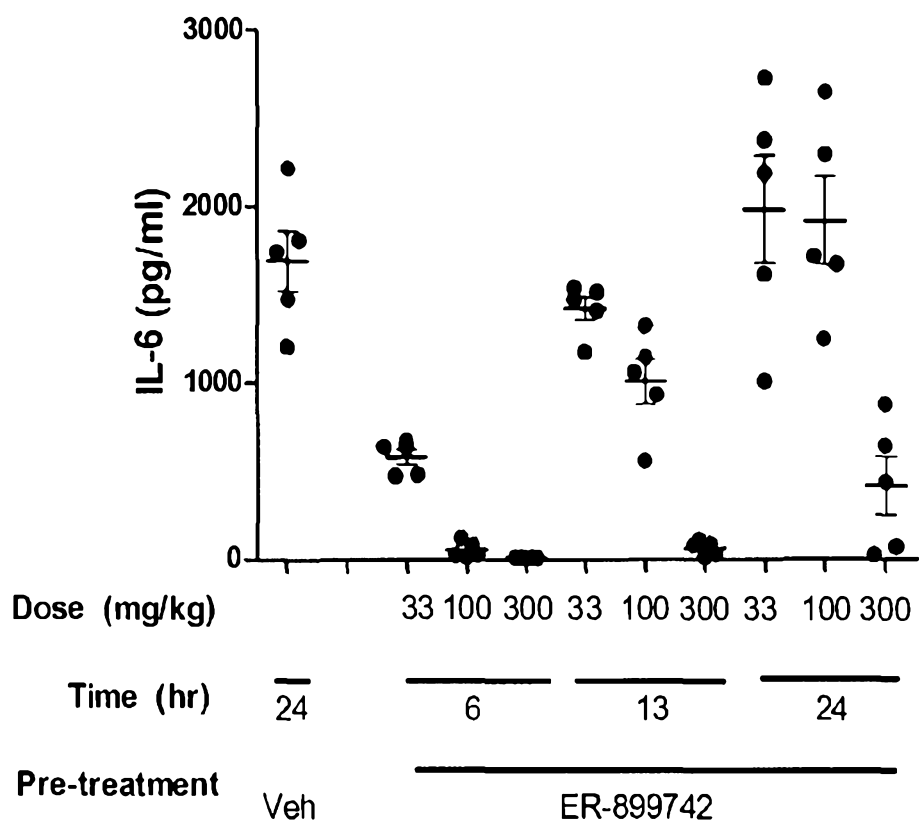 3000
2000
1000
0
IL-6 (pg/ml)
Dose (mg/kg) 33 100 300 33 100 300 33 100 300
Time (hr) 24 6 13 24
Pre-treatment
Veh ER-899742